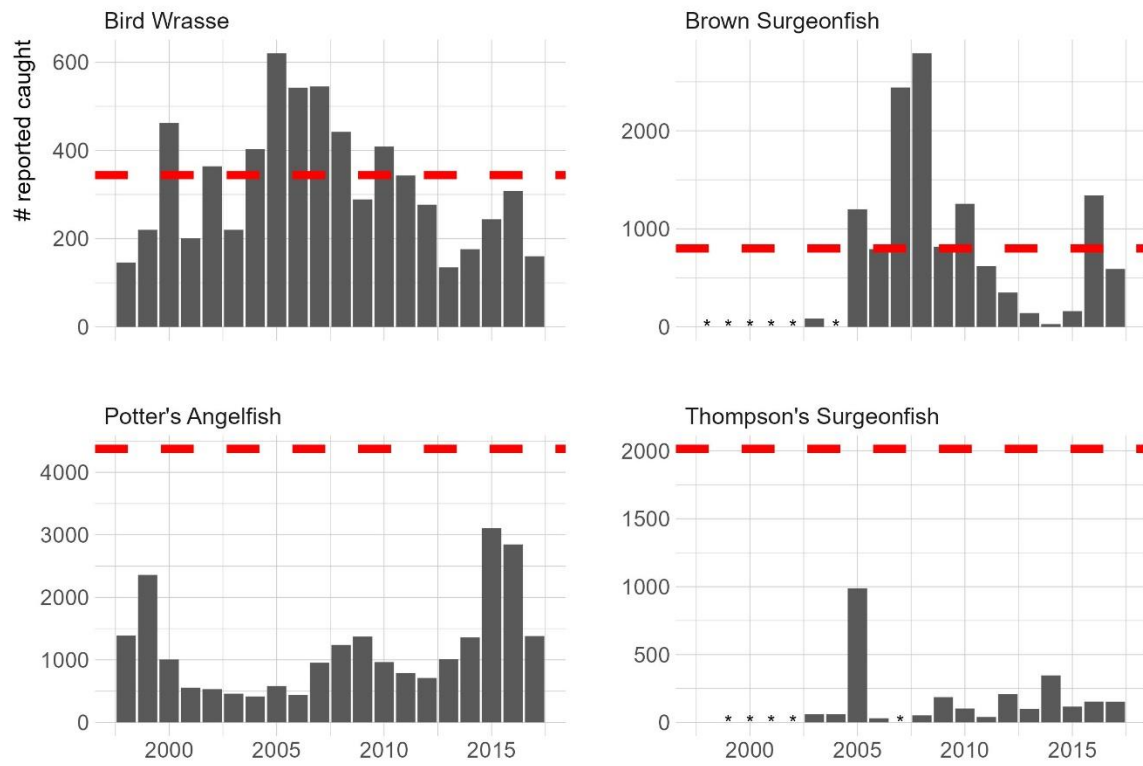 Bird Wrasse
# reported caught
600
400
200
0
Brown Surgeonfish
2000
1000
0
* * * * * *
Potter's Angelfish
4000
3000
2000
1000
0
2000 2005 2010 2015
Thompson's Surgeonfish
2000
1500
1000
500
0
* * * * *
2000 2005 2010 2015